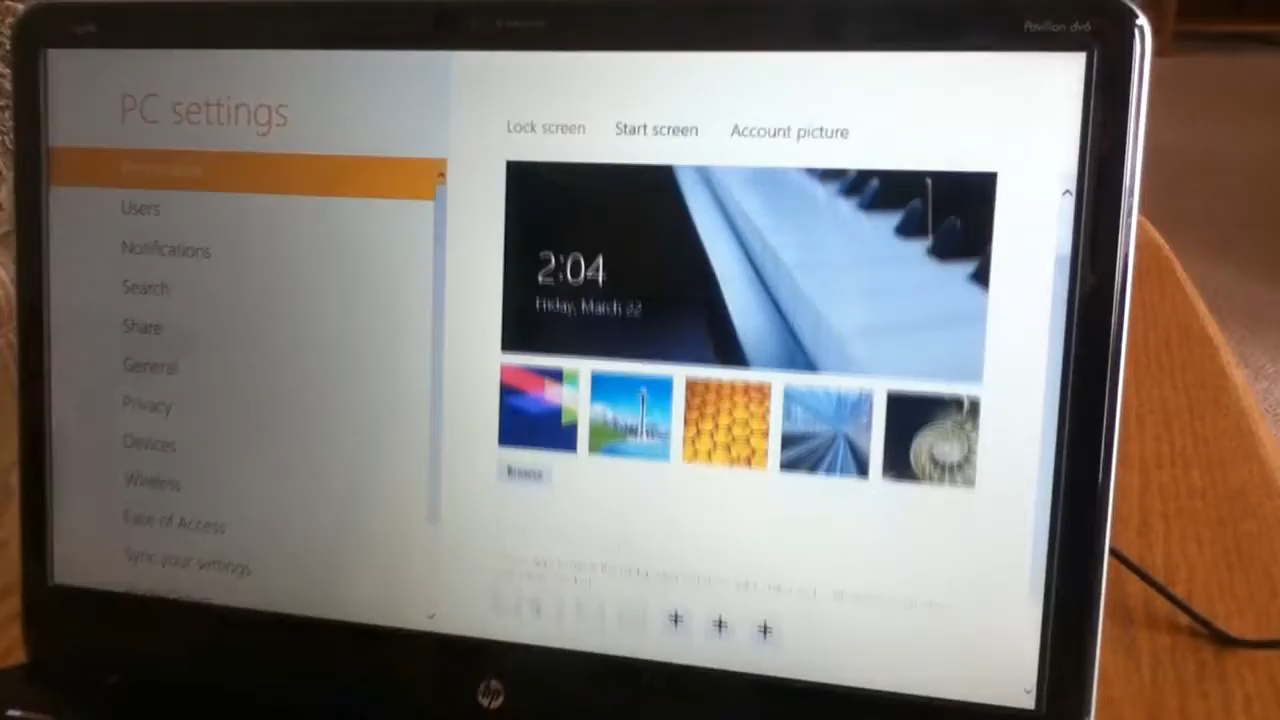 Pavilion dv6
PC settings
Lock screen Start screen Account picture
Users
Notifications
Search
Share
General
Privacy
Devices
Wireless
Ease of Access
Sync your settings
2:04
Friday, March 22
Browse
hp